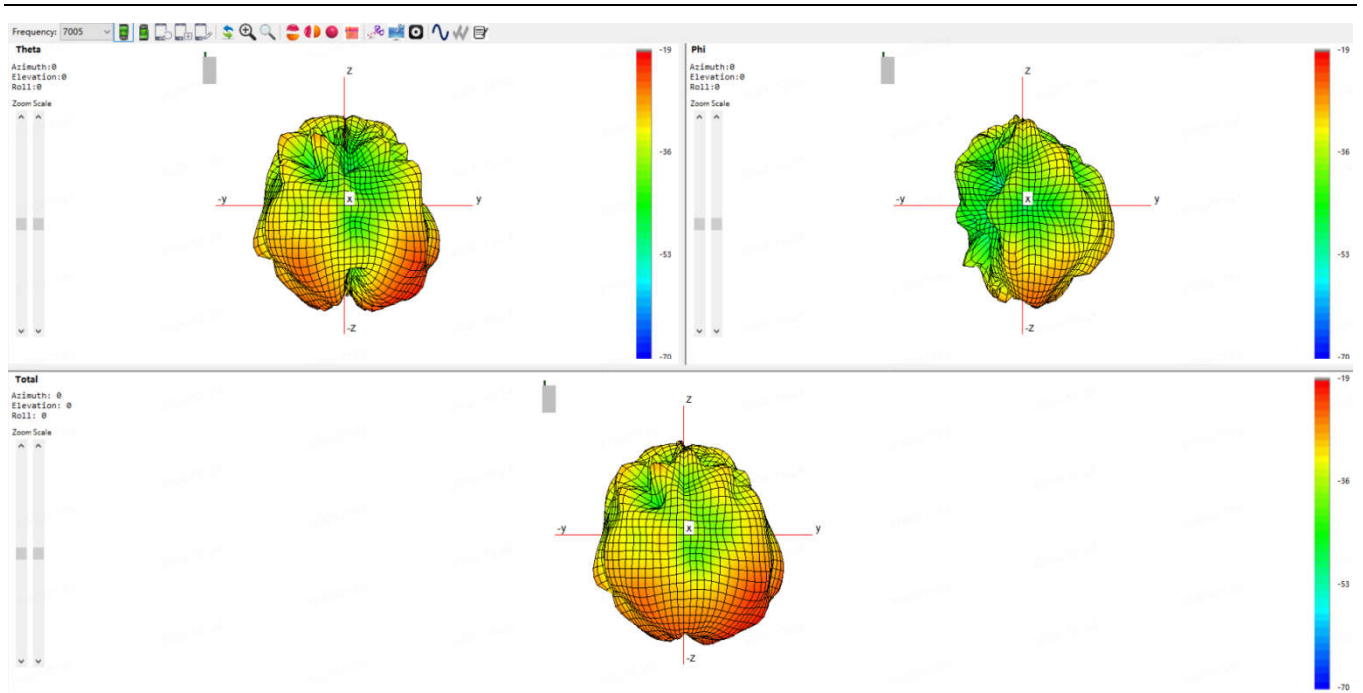 Frequency: 7005
Theta
Azimuth:0
Elevation:0
Roll:0
Zoom Scale
Z
-y
X
y
-Z
-19
-36
-53
-70
Phi
Azimuth:0
Elevation:0
Roll:0
Zoom Scale
Z
-y
X
y
-Z
-19
-36
-53
-70
Total
Azimuth: 0
Elevation: 0
Roll: 0
Zoom Scale
Z
-y
X
y
-Z
-19
-36
-53
-70